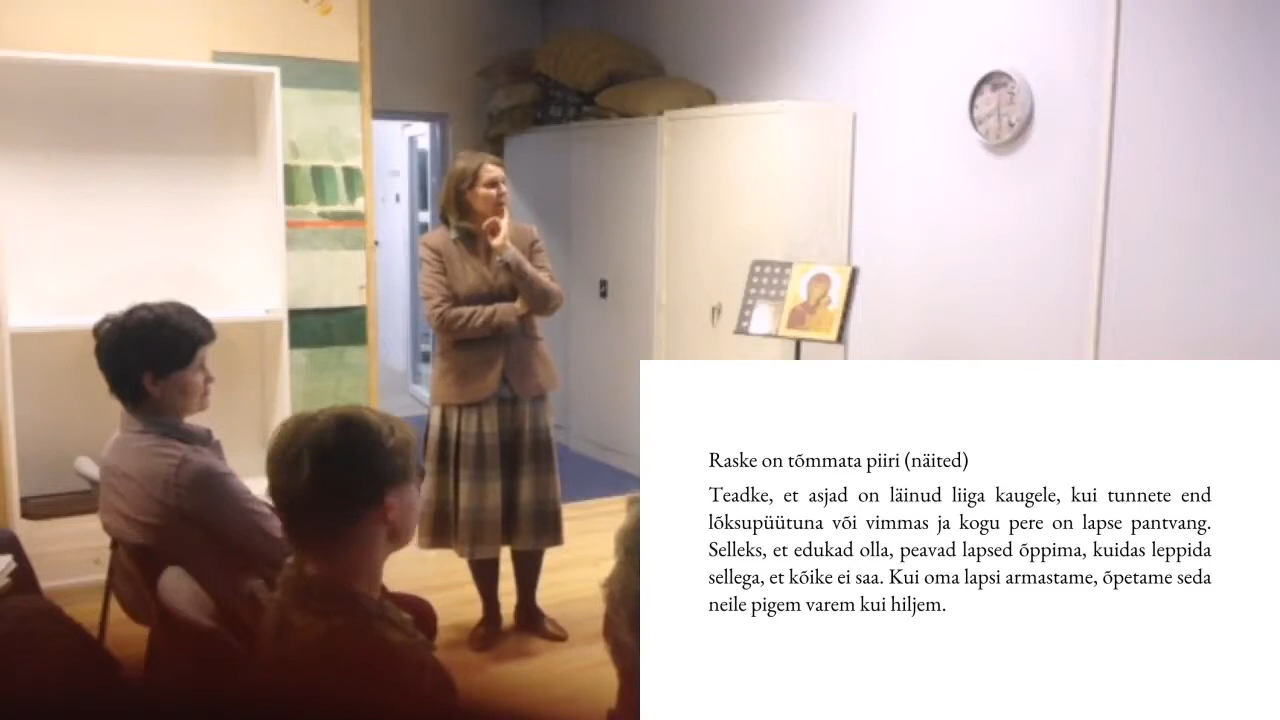 Raske on tõmmata piiri (näited)
Teadke, et asjad on läinud liiga kaugele, kui tunnete end
lõksupüütuna või vimmas ja kogu pere on lapse pantvang.
Selleks, et edukad olla, peavad lapsed õppima, kuidas leppida
sellega, et kõike ei saa. Kui oma lapsi armastame, õpetame seda
neile pigem varem kui hiljem.